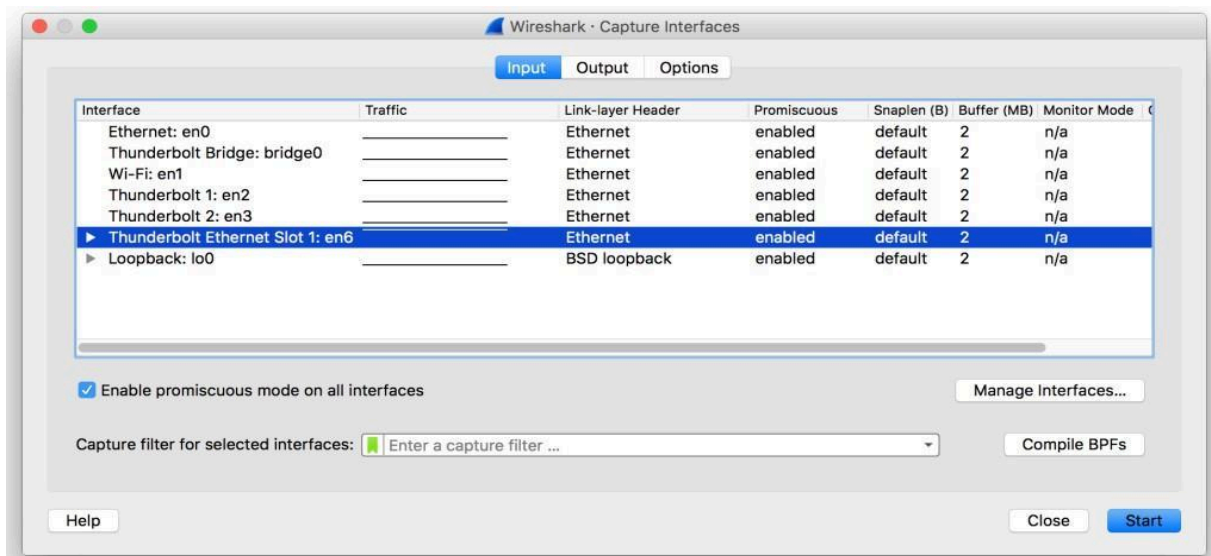 Wireshark · Capture Interfaces
Input Output Options
Interface Traffic Link-layer Header Promiscuous Snaplen (B) Buffer (MB) Monitor Mode
Ethernet: en0 Ethernet enabled default 2 n/a
Thunderbolt Bridge: bridge0 Ethernet enabled default 2 n/a
Wi-Fi: en1 Ethernet enabled default 2 n/a
Thunderbolt 1: en2 Ethernet enabled default 2 n/a
Thunderbolt 2: en3 Ethernet enabled default 2 n/a
Thunderbolt Ethernet Slot 1: en6 Ethernet enabled default 2 n/a
Loopback: lo0 BSD loopback enabled default 2 n/a
Enable promiscuous mode on all interfaces Manage Interfaces...
Capture filter for selected interfaces: Enter a capture filter ... Compile BPFs
Help Close Start